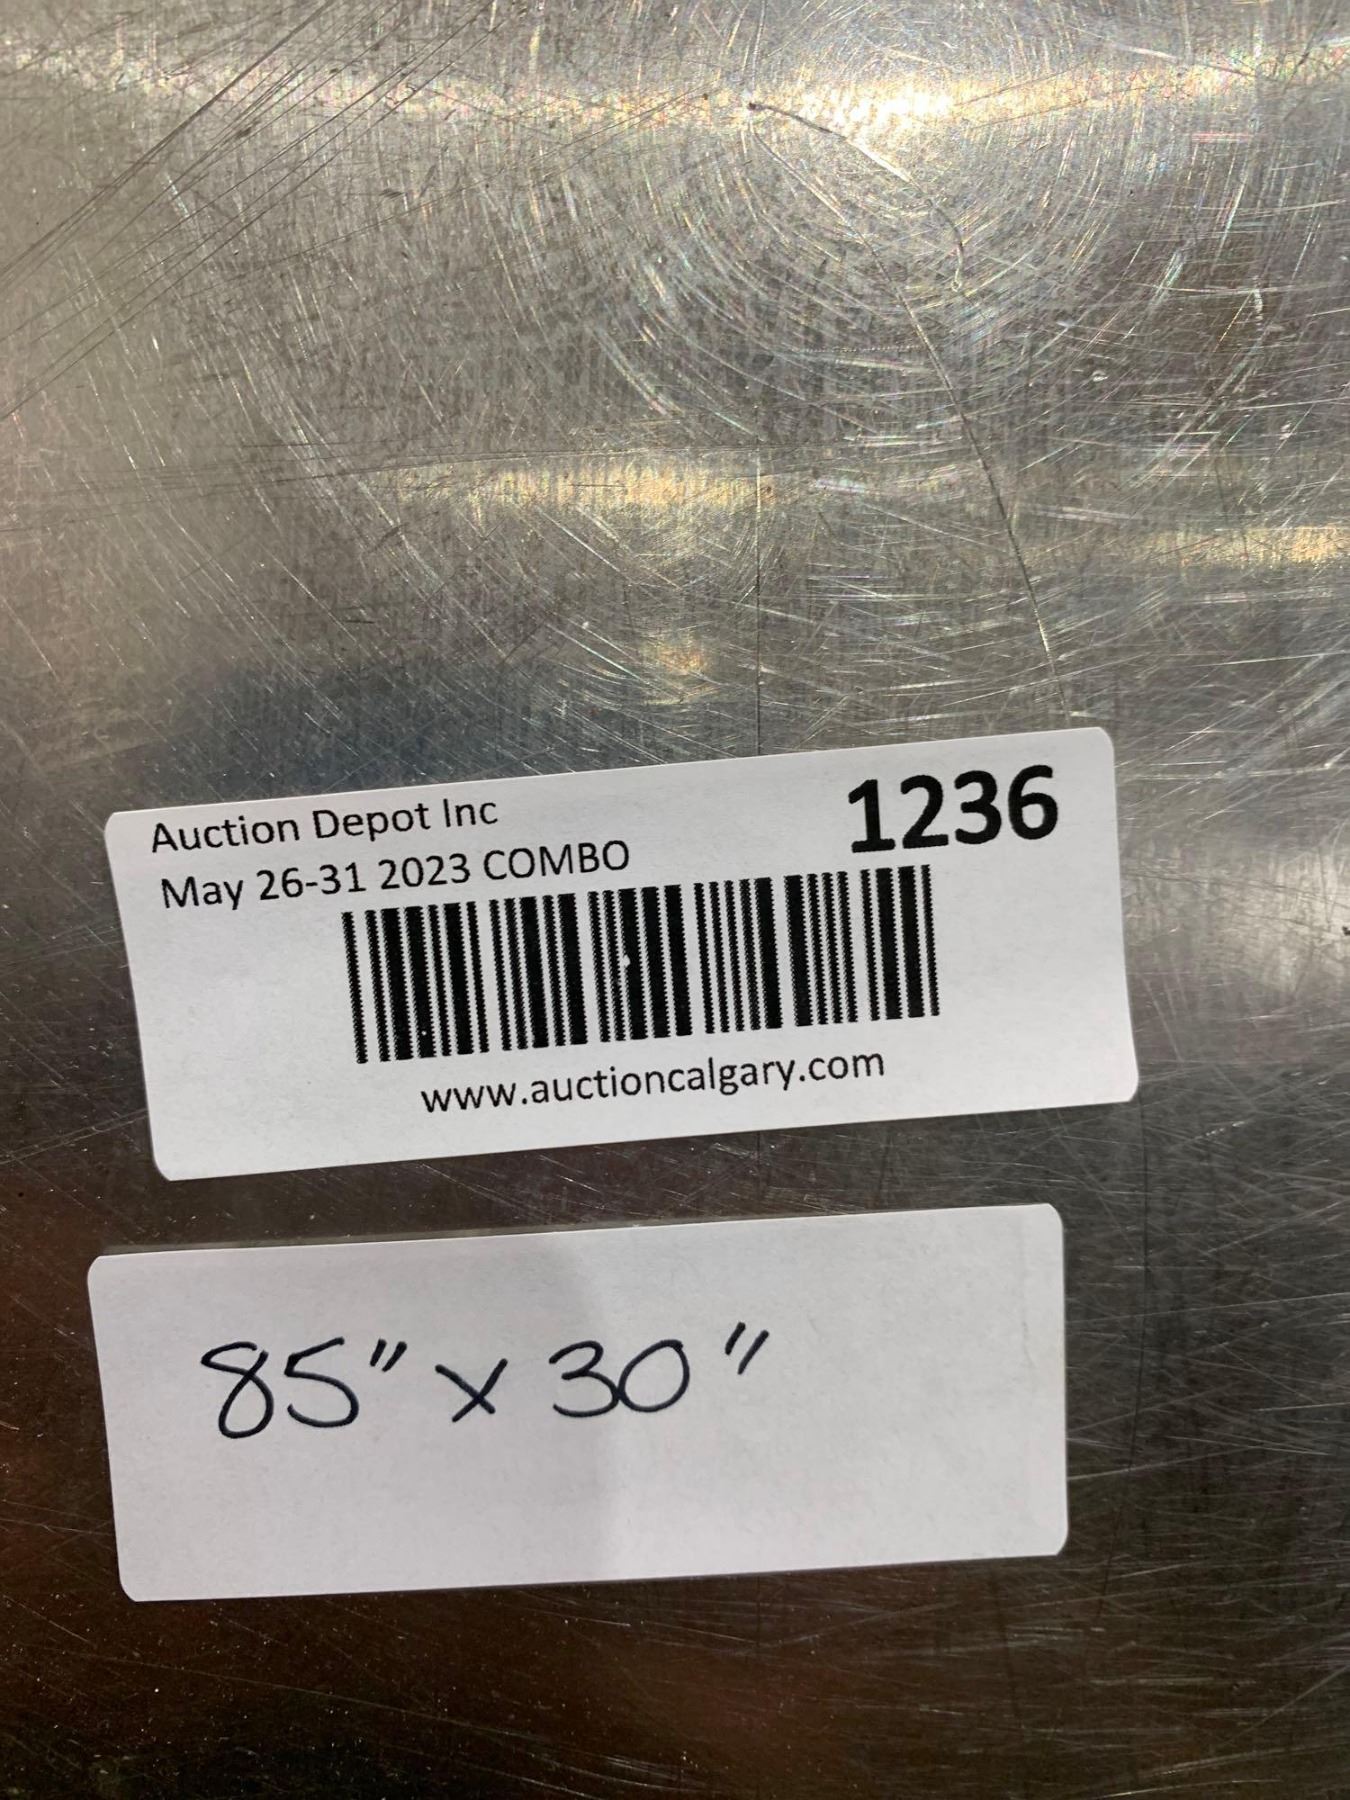 Auction Depot Inc
1236
May 26-31 2023 COMBO
www.auctioncalgary.com
85" x 30"